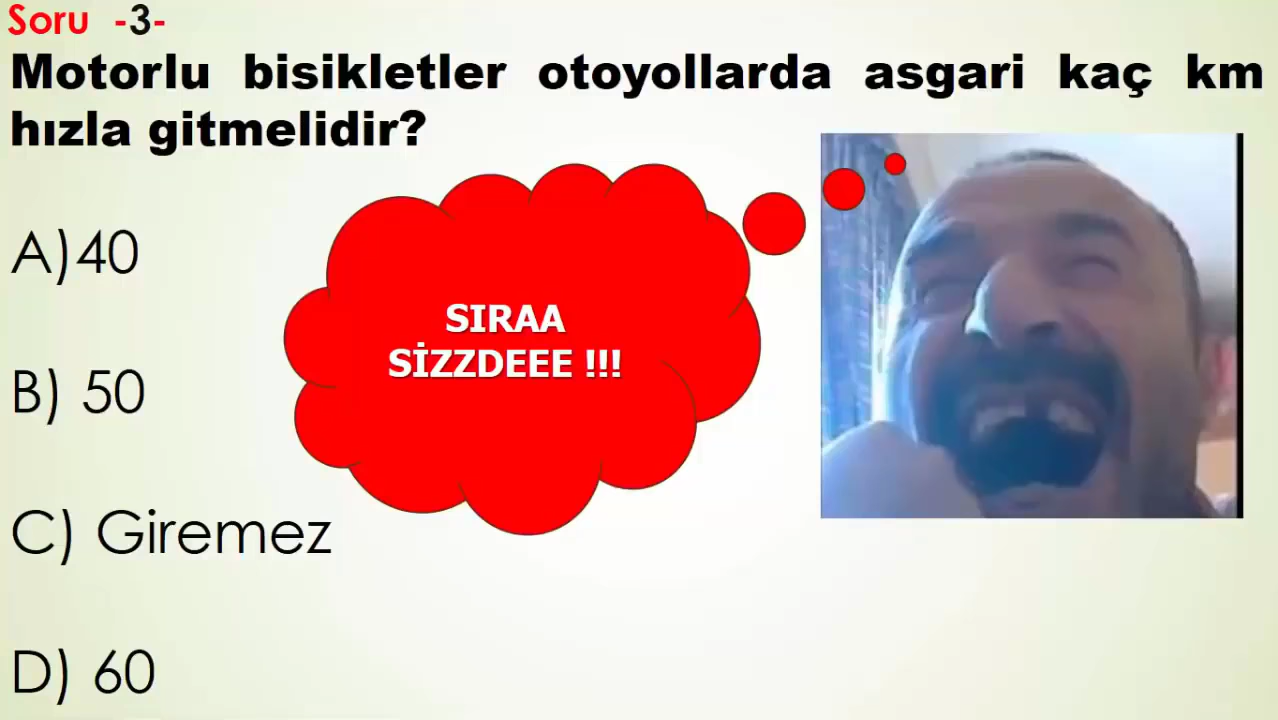 Soru -3-
Motorlu bisikletler otoyollarda asgari kaç km
hızla gitmelidir?
A)40
B) 50
C) Giremez
D) 60
SIRAA
SİZZDEEE !!!